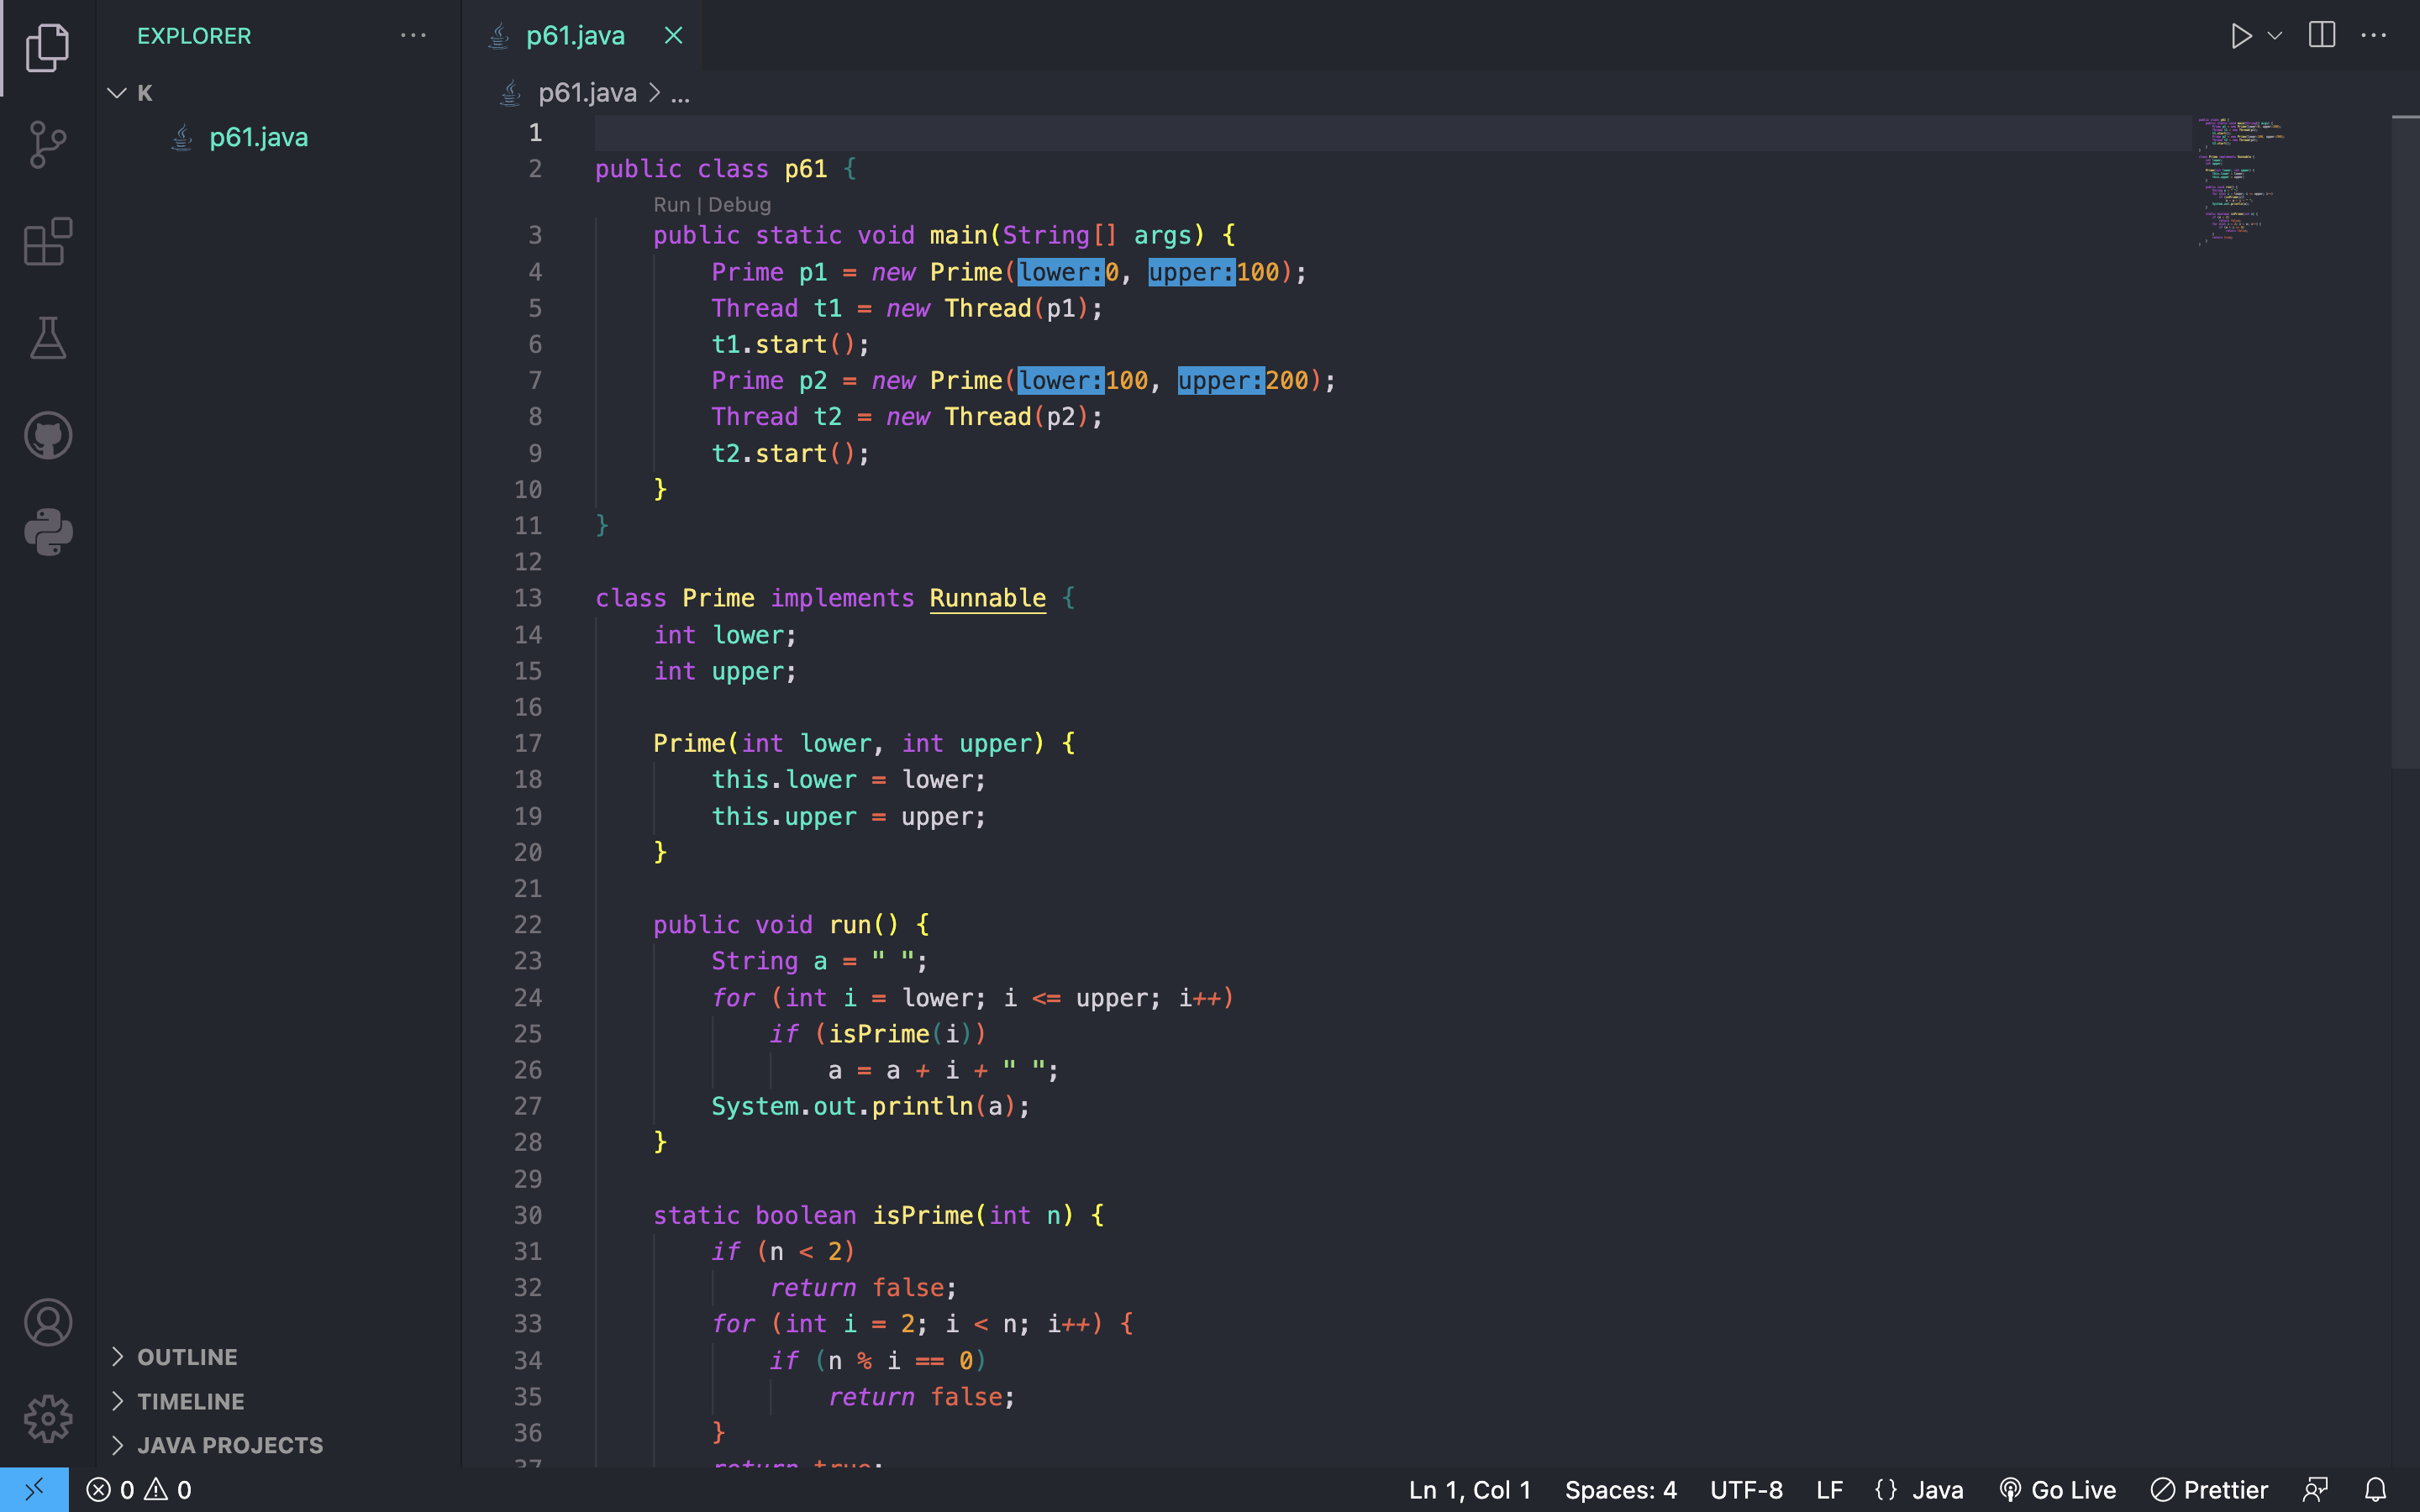 EXPLORER
K
p61.java
p61.java
p61.java > ...
1
2 public class p61 {
Run | Debug
3     public static void main(String[] args) {
4         Prime p1 = new Prime(lower:0, upper:100);
5         Thread t1 = new Thread(p1);
6         t1.start();
7         Prime p2 = new Prime(lower:100, upper:200);
8         Thread t2 = new Thread(p2);
9         t2.start();
10     }
11 }
12
13 class Prime implements Runnable {
14     int lower;
15     int upper;
16
17     Prime(int lower, int upper) {
18         this.lower = lower;
19         this.upper = upper;
20     }
21
22     public void run() {
23         String a = " ";
24         for (int i = lower; i <= upper; i++)
25             if (isPrime(i))
26                 a = a + i + " ";
27         System.out.println(a);
28     }
29
30     static boolean isPrime(int n) {
31         if (n < 2)
32             return false;
33         for (int i = 2; i < n; i++) {
34             if (n % i == 0)
35                 return false;
36         }
37         return true;
OUTLINE
TIMELINE
JAVA PROJECTS
0 0 Ln 1, Col 1 Spaces: 4 UTF-8 LF {} Java Go Live Prettier